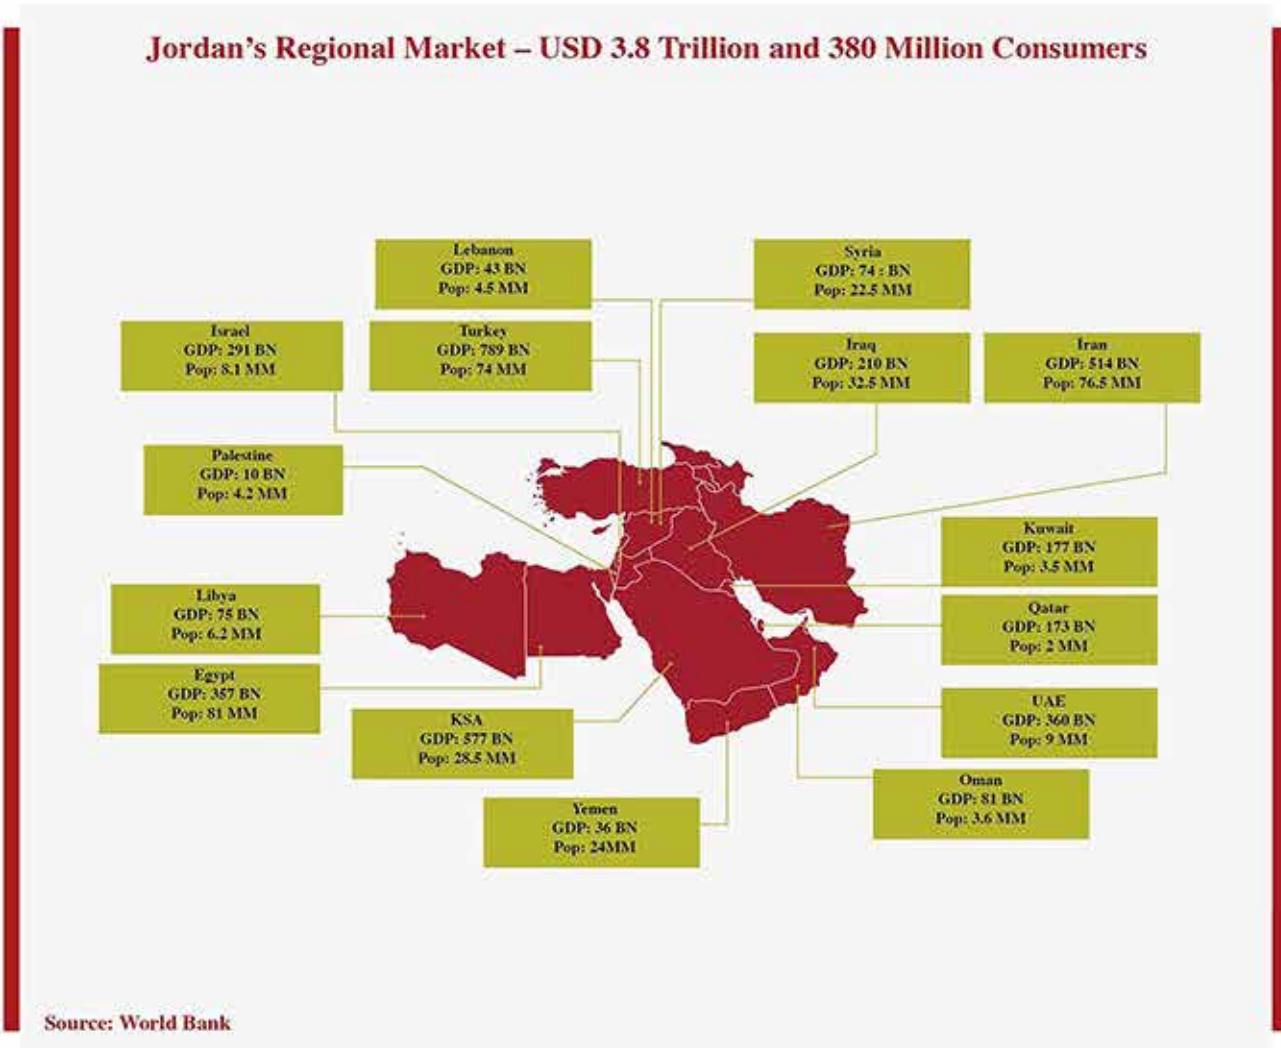 Jordan's Regional Market – USD 3.8 Trillion and 380 Million Consumers
Lebanon
GDP: 43 BN
Pop: 4.5 MM
Syria
GDP: 74 : BN
Pop: 22.5 MM
Israel
GDP: 291 BN
Pop: 8.1 MM
Turkey
GDP: 789 BN
Pop: 74 MM
Iraq
GDP: 210 BN
Pop: 32.5 MM
Iran
GDP: 514 BN
Pop: 76.5 MM
Palestine
GDP: 10 BN
Pop: 4.2 MM
Kuwait
GDP: 177 BN
Pop: 3.5 MM
Libya
GDP: 75 BN
Pop: 6.2 MM
Qatar
GDP: 173 BN
Pop: 2 MM
Egypt
GDP: 357 BN
Pop: 81 MM
KSA
GDP: 577 BN
Pop: 28.5 MM
UAE
GDP: 360 BN
Pop: 9 MM
Oman
GDP: 81 BN
Pop: 3.6 MM
Yemen
GDP: 36 BN
Pop: 24MM
Source: World Bank